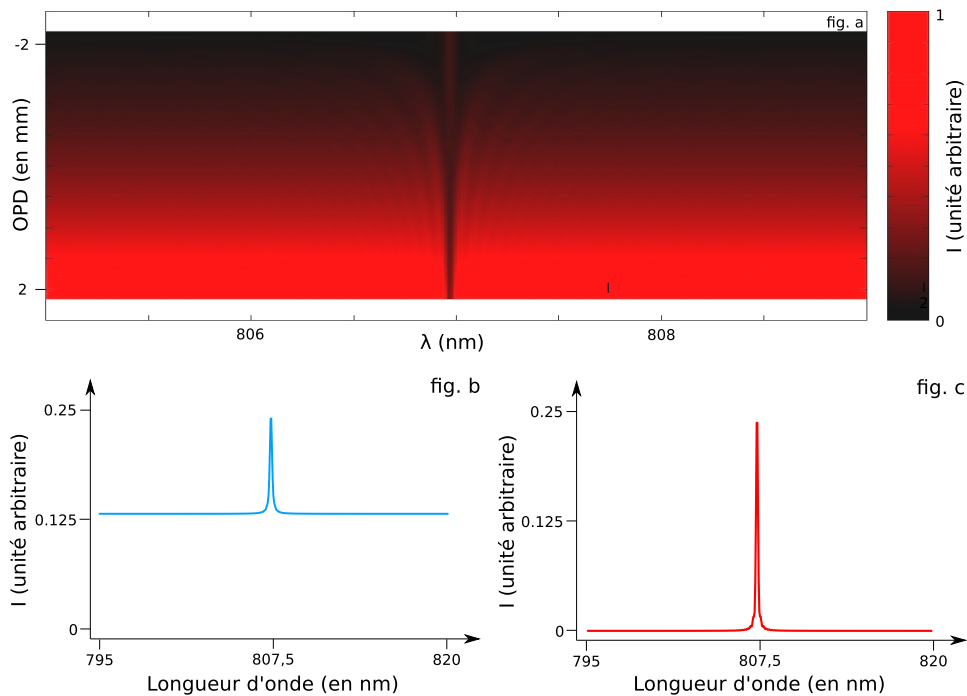 fig. a
1
-2
OPD (en mm)
I (unité arbitraire)
2
0
806
808
λ (nm)
fig. b
fig. c
0.25
0.25
I (unité arbitraire)
I (unité arbitraire)
0.125
0.125
0
0
795
807,5
820
795
807,5
820
Longueur d'onde (en nm)
Longueur d'onde (en nm)